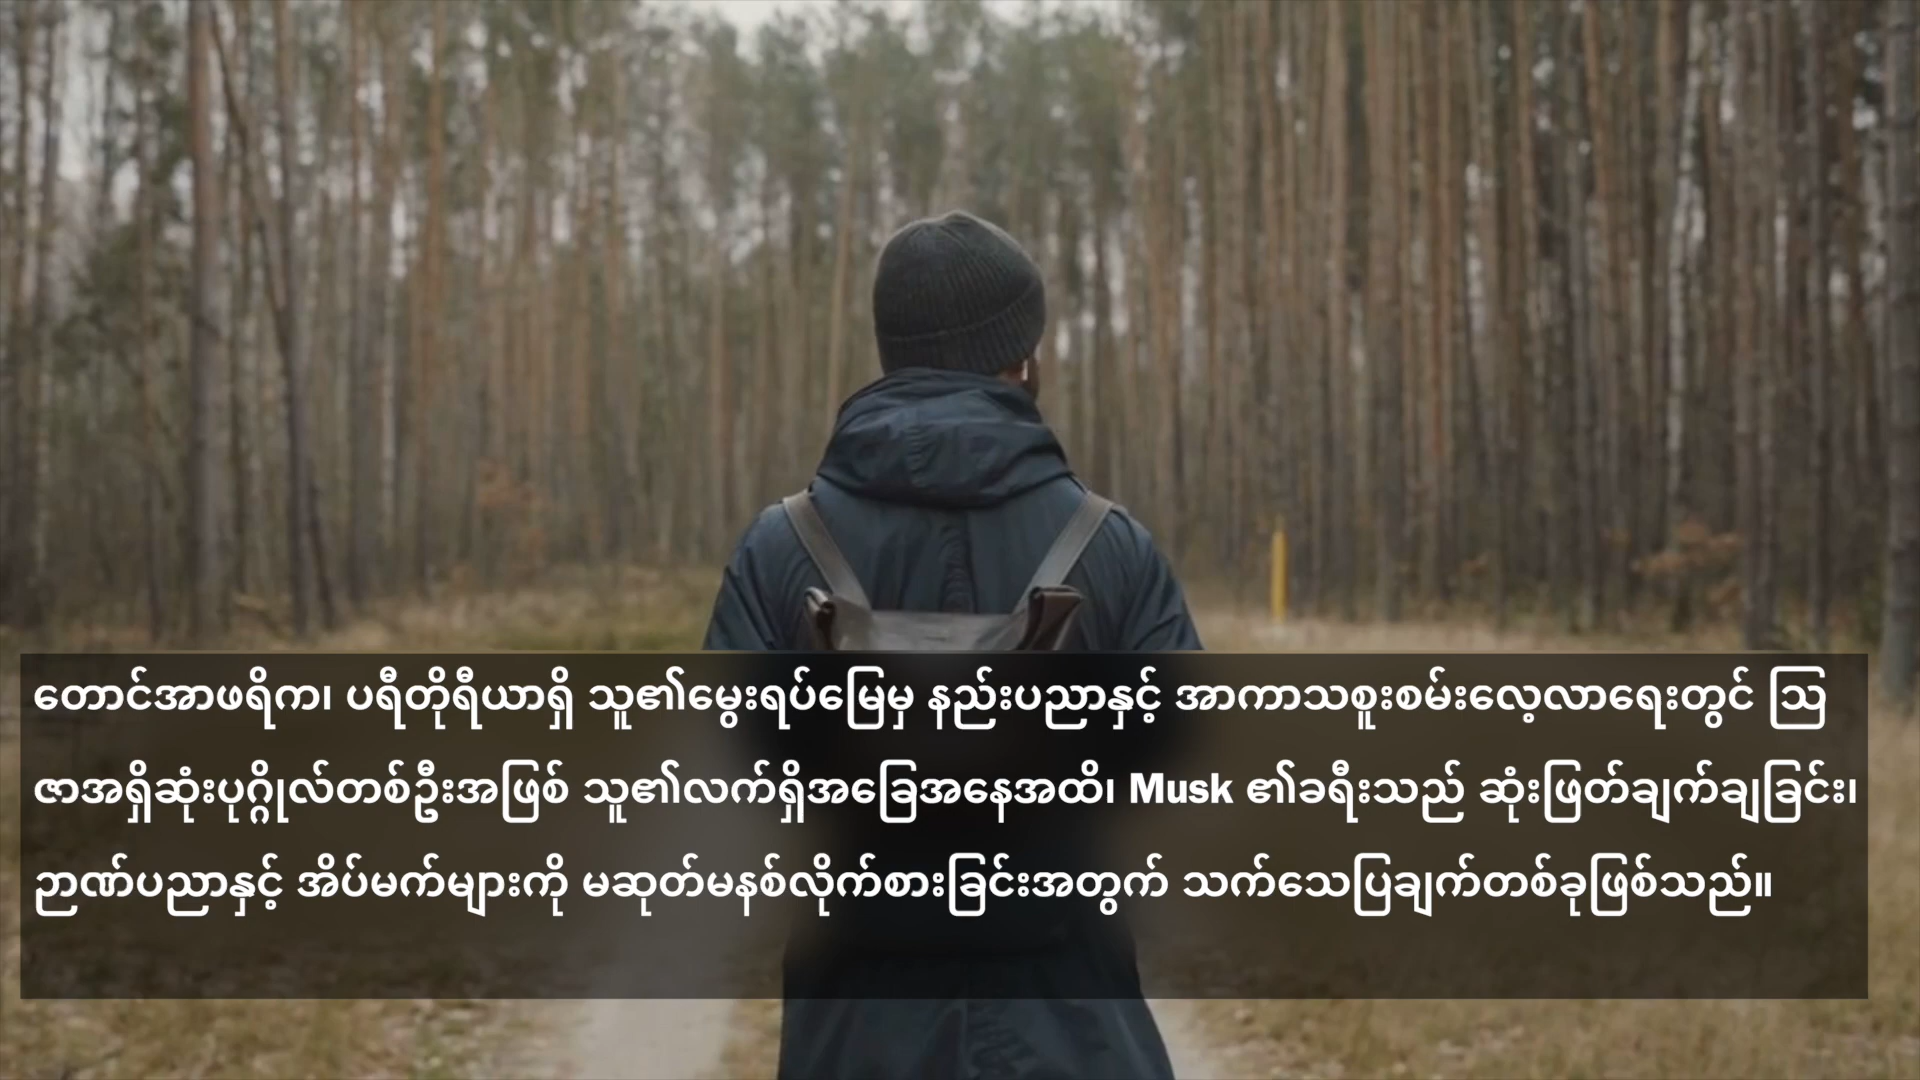 တောင်အာဖရိက၊ ပရီတိုရီယာရှိ သူ၏မွေးရပ်မြေမှ နည်းပညာနှင့် အာကာသစူးစမ်းလေ့လာရေးတွင် ဩ
ဇာအရှိဆုံးပုဂ္ဂိုလ်တစ်ဦးအဖြစ် သူ၏လက်ရှိအခြေအနေအထိ၊ Musk ၏ခရီးသည် ဆုံးဖြတ်ချက်ချခြင်း၊
ဉာဏ်ပညာနှင့် အိပ်မက်များကို မဆုတ်မနစ်လိုက်စားခြင်းအတွက် သက်သေပြချက်တစ်ခုဖြစ်သည်။